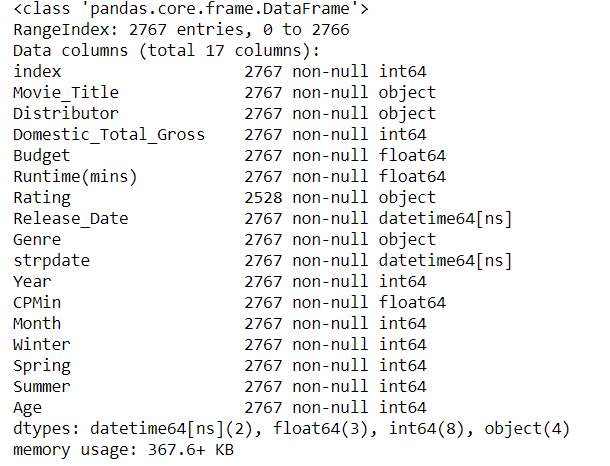 <class 'pandas.core.frame.DataFrame'>
RangeIndex: 2767 entries, 0 to 2766
Data columns (total 17 columns):
index                   2767 non-null int64
Movie_Title             2767 non-null object
Distributor             2767 non-null object
Domestic_Total_Gross    2767 non-null int64
Budget                  2767 non-null float64
Runtime(mins)           2767 non-null float64
Rating                  2528 non-null object
Release_Date            2767 non-null datetime64[ns]
Genre                   2767 non-null object
strpdate                2767 non-null datetime64[ns]
Year                    2767 non-null int64
CPMin                   2767 non-null float64
Month                   2767 non-null int64
Winter                  2767 non-null int64
Spring                  2767 non-null int64
Summer                  2767 non-null int64
Age                     2767 non-null int64
dtypes: datetime64[ns](2), float64(3), int64(8), object(4)
memory usage: 367.6+ KB